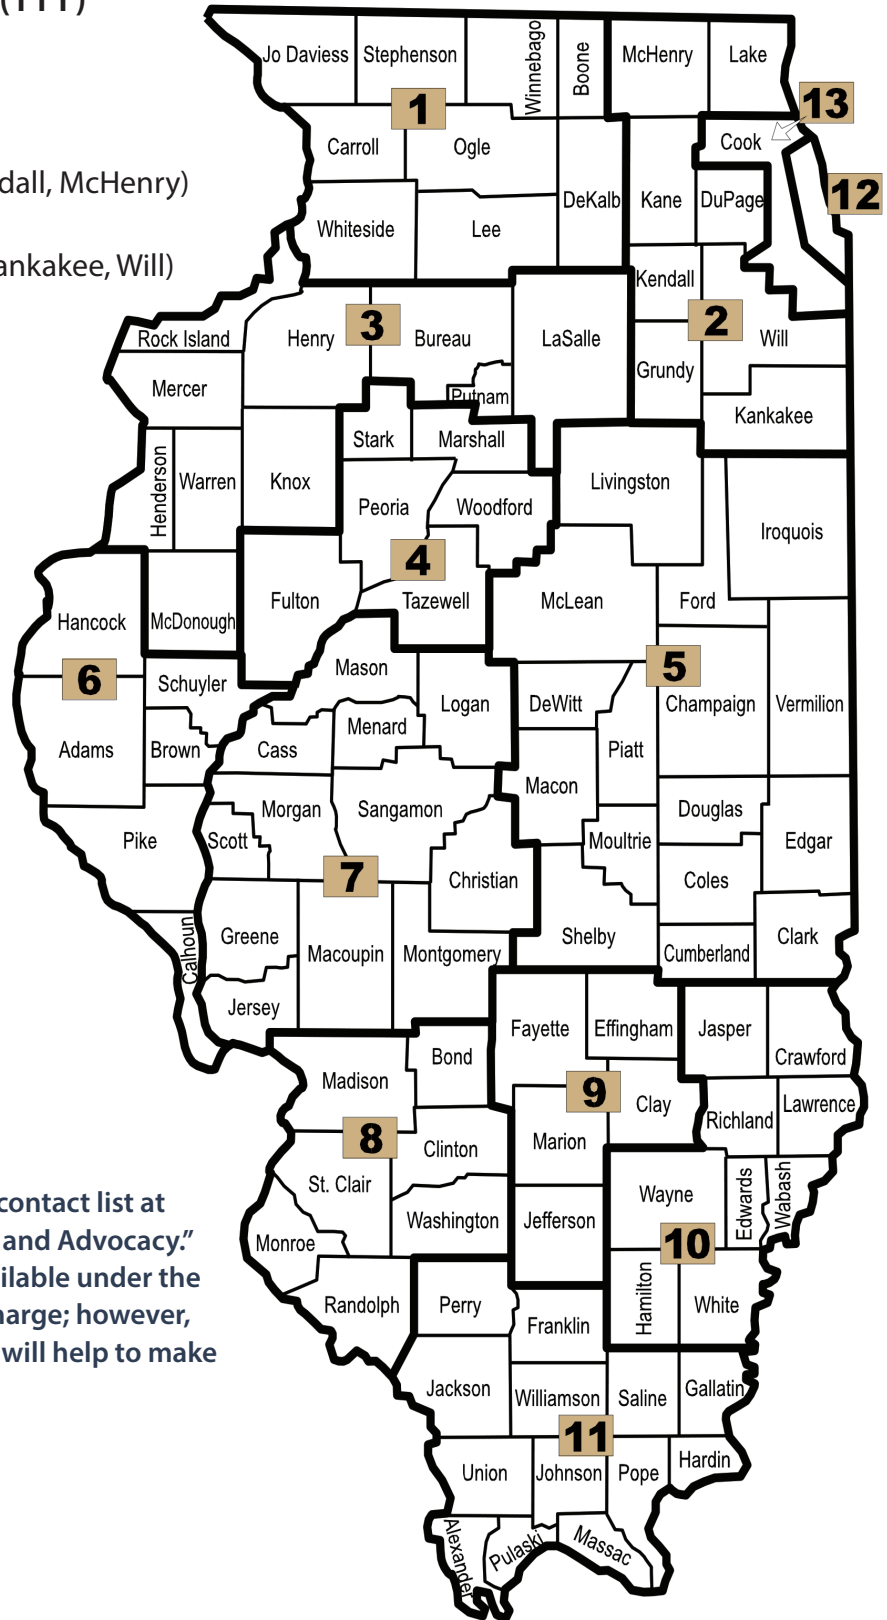 (TTY)
Jo Daviess Stephenson Winnebago Boone McHenry Lake
13
1
Carroll Ogle Cook
dall, McHenry)
12
DeKalb Kane DuPage
Whiteside Lee
ankakee, Will)
Kendall
3 2
Rock Island Henry Bureau LaSalle Will
Grundy
Mercer Putnam
Kankakee
Stark Marshall
Henderson Warren Knox Livingston
Peoria Woodford
Iroquois
4
Hancock McDonough Fulton Tazewell McLean Ford
6 Schuyler Mason 5
Logan DeWitt Champaign Vermilion
Menard
Adams Brown Cass Piatt
Macon
Morgan Sangamon Douglas
Pike Scott Moultrie Edgar
7 Christian Coles
Calhoun Greene Macoupin Montgomery Shelby Cumberland Clark
Jersey
Fayette Effingham Jasper
Bond Crawford
Madison 9 Clay Lawrence
Richland
8 Clinton Marion
St. Clair Wayne Edwards Wabash
contact list at
Washington Jefferson
and Advocacy.”
Monroe 10
ilable under the
Randolph Perry Hamilton White
harge; however,
Franklin
will help to make
Jackson Williamson Saline Gallatin
11
Union Johnson Pope Hardin
Alexander Pulaski Massac